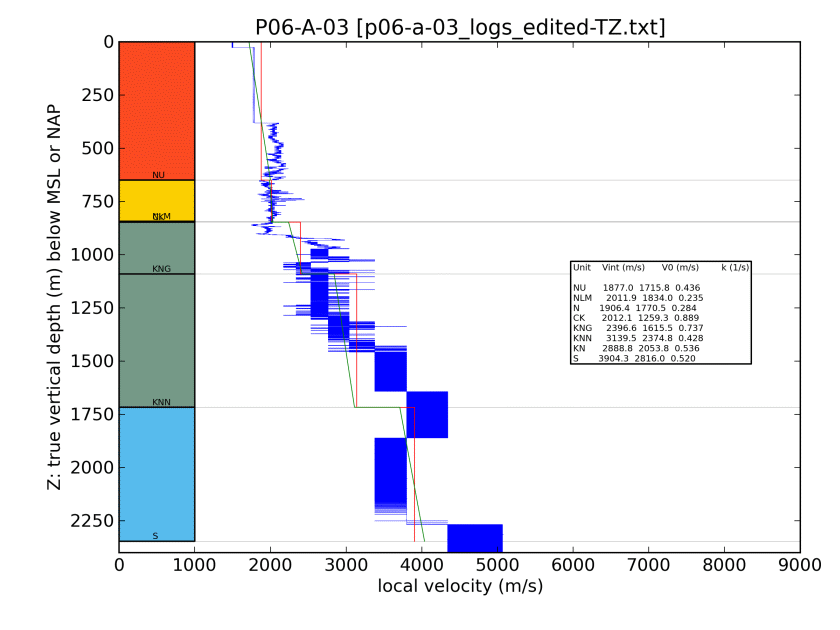 P06-A-03 [p06-a-03_logs_edited-TZ.txt]
Z: true vertical depth (m) below MSL or NAP
0
250
500
750
1000
1250
1500
1750
2000
2250
NU
NLM
CK
KNG
KNN
S
Unit Vint (m/s) V0 (m/s) k (1/s)
NU 1877.0 1715.8 0.436
NLM 2011.9 1834.0 0.235
N 1906.4 1770.5 0.284
CK 2012.1 1259.3 0.889
KNG 2396.6 1615.5 0.737
KNN 3139.5 2374.8 0.428
KN 2888.8 2053.8 0.536
S 3904.3 2816.0 0.520
0 1000 2000 3000 4000 5000 6000 7000 8000 9000
local velocity (m/s)